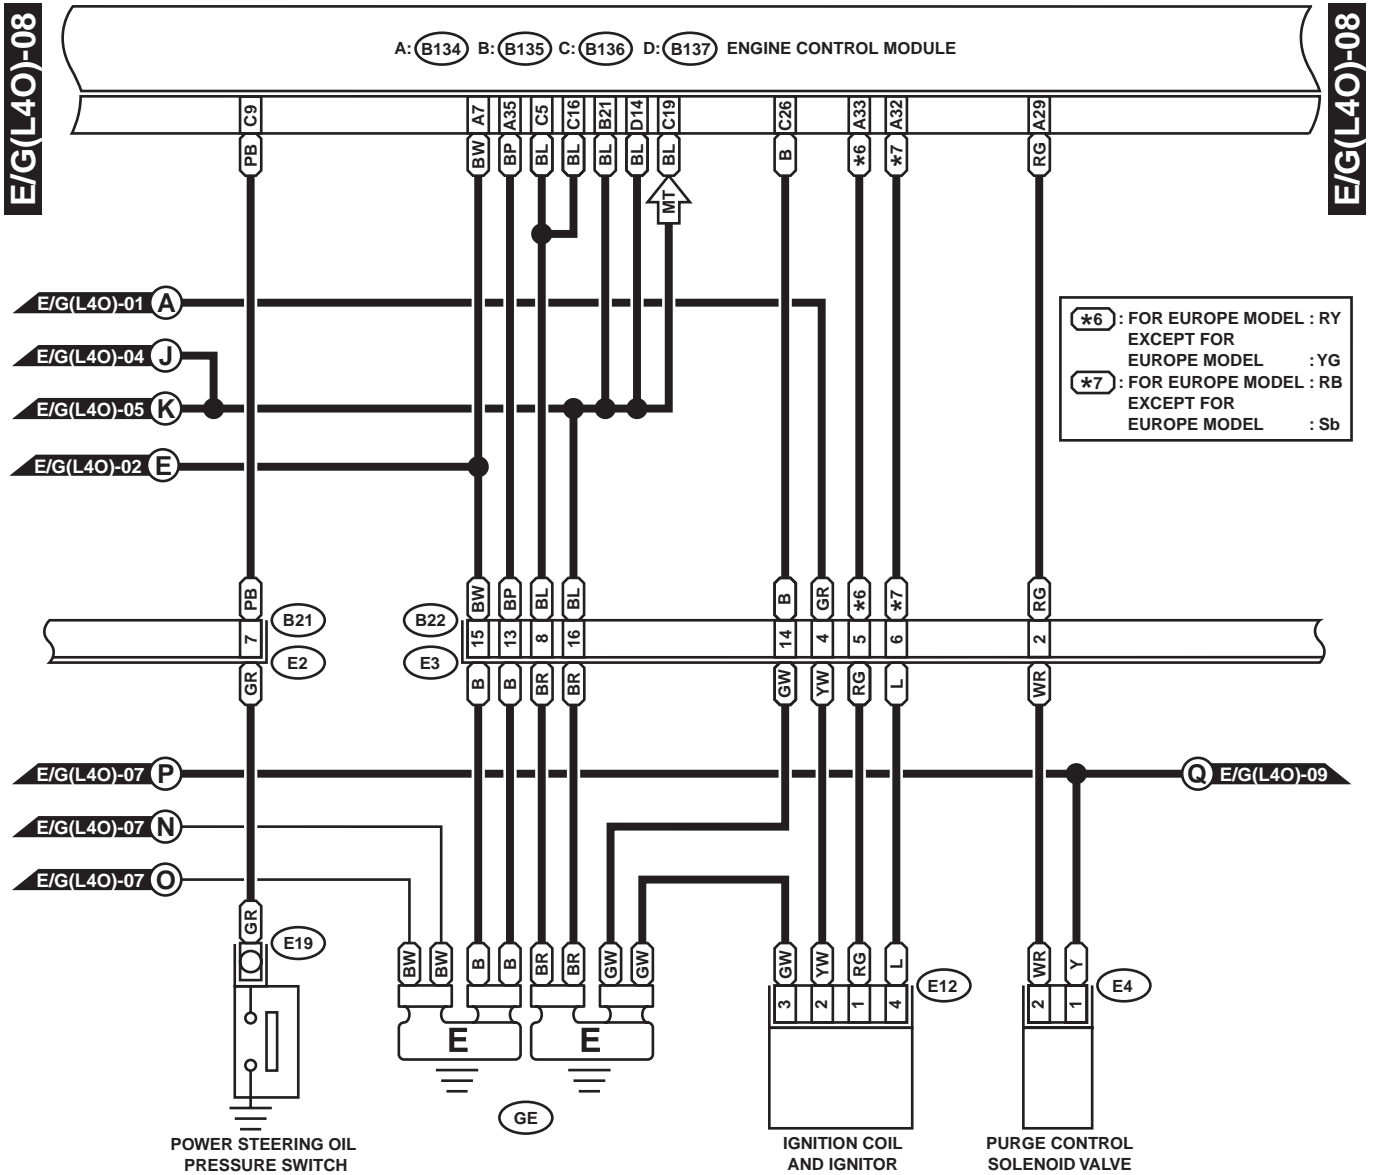 E/G(L4O)-08
E/G(L4O)-08
A: B134 B: B135 C: B136 D: B137 ENGINE CONTROL MODULE
C9 A7 A35 C5 C16 B21 D14 C19 C26 A33 A32 A29
PB BW BP BL BL BL BL BL B *6 *7 RG
MT
E/G(L4O)-01 A
E/G(L4O)-04 J
E/G(L4O)-05 K
E/G(L4O)-02 E
*6 : FOR EUROPE MODEL : RY
EXCEPT FOR
EUROPE MODEL : YG
*7 : FOR EUROPE MODEL : RB
EXCEPT FOR
EUROPE MODEL : Sb
PB BW BP BL BL B GR *6 *7 RG
B21 B22
7 15 13 8 16 14 4 5 6 2
E2 E3
GR B B BR BR GW YW RG L WR
E/G(L4O)-07 P
Q E/G(L4O)-09
E/G(L4O)-07 N
E/G(L4O)-07 O
GR
E19
BW BW B B BR BR GW GW GW YW RG L WR Y
3 2 1 4 E12 2 1 E4
E E
GE
POWER STEERING OIL
PRESSURE SWITCH
IGNITION COIL
AND IGNITOR
PURGE CONTROL
SOLENOID VALVE